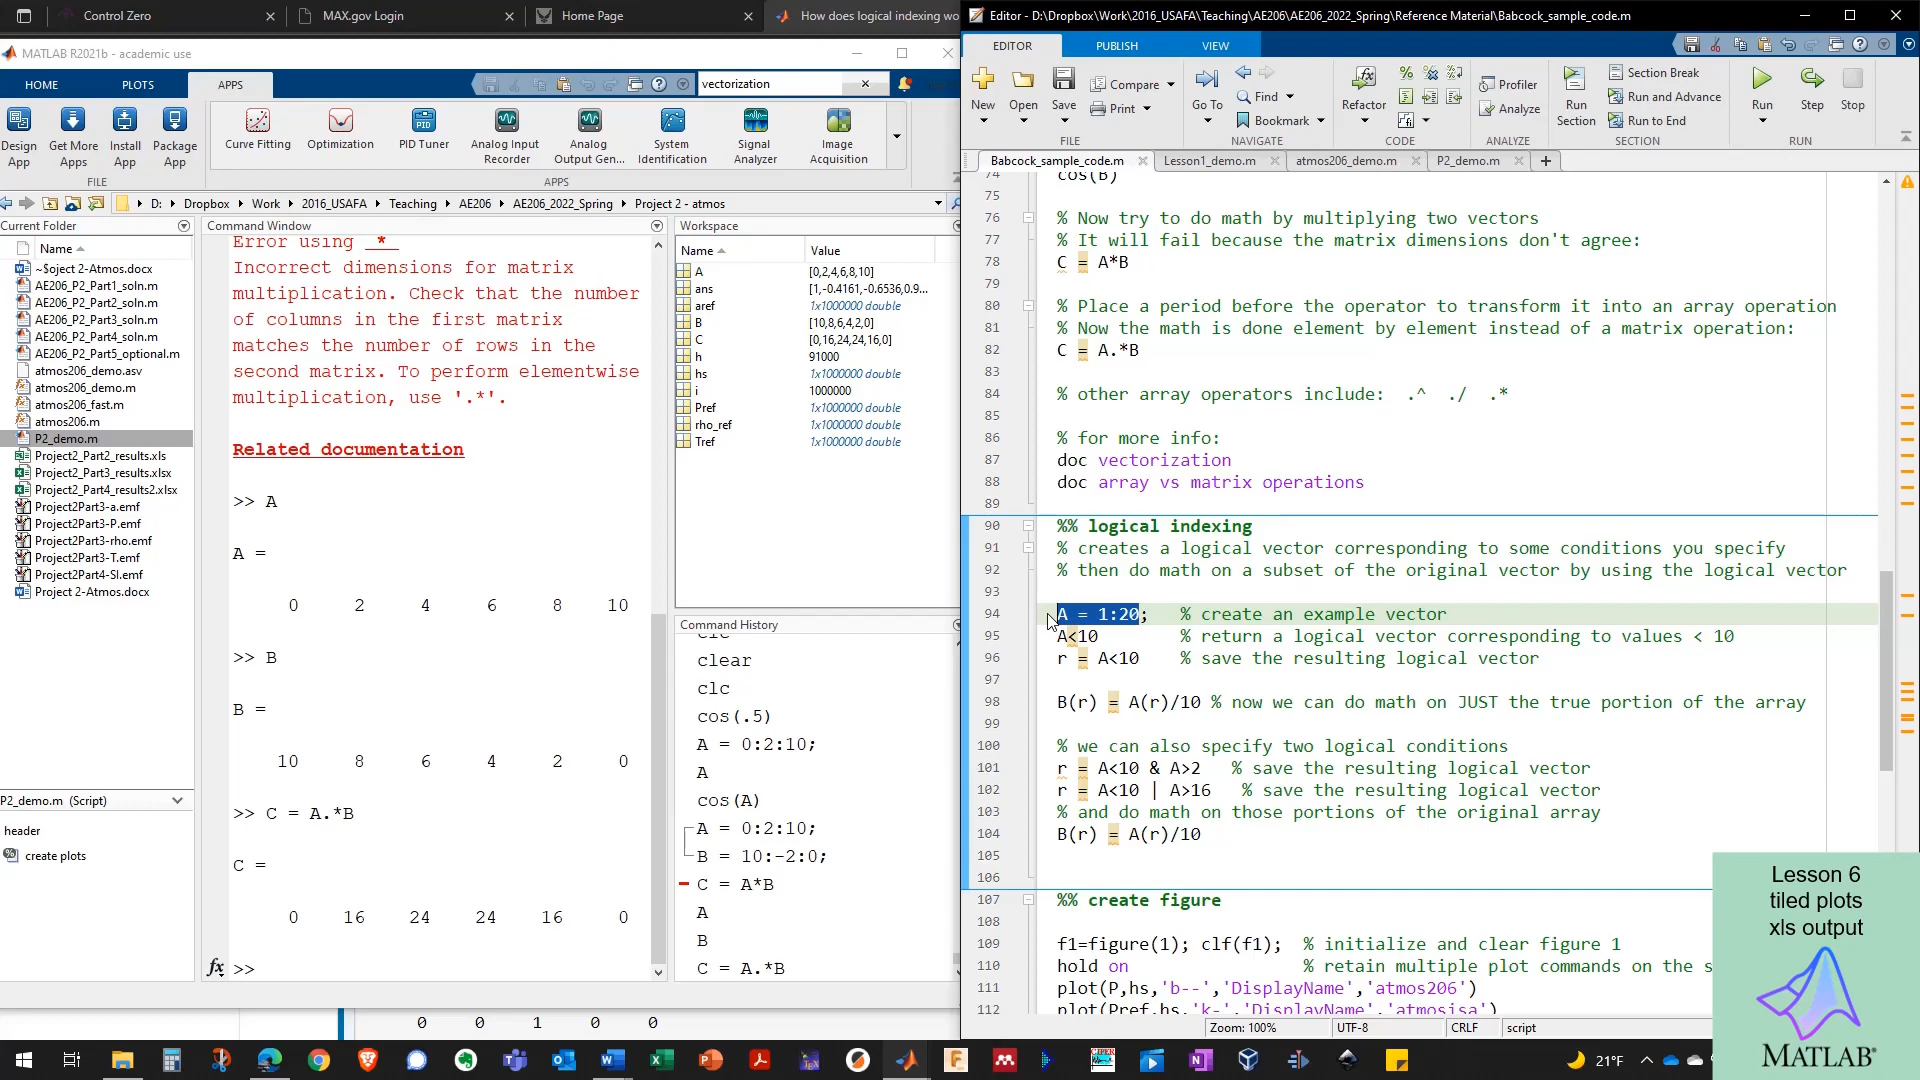 Control Zero
MAX.gov Login
Home Page
How does logical indexing wo
Editor - D:\Dropbox\Work\2016_USAFA\Teaching\AE206\AE206_2022_Spring\Reference Material\Babcock_sample_code.m
MATLAB R2021b - academic use
HOME
PLOTS
APPS
vectorization
EDITOR
PUBLISH
VIEW
Design App
Get More Apps
Install App
Package App
Curve Fitting
Optimization
PID Tuner
Analog Input Recorder
Analog Output Gen...
System Identification
Signal Analyzer
Image Acquisition
FILE
APPS
New
Open
Save
Compare
Print
Go To
Find
Bookmark
Refactor
Profiler
Analyze
Run Section
Section Break
Run and Advance
Run to End
Run
Step
Stop
FILE
NAVIGATE
CODE
ANALYZE
SECTION
RUN
D:
Dropbox
Work
2016_USAFA
Teaching
AE206
AE206_2022_Spring
Project 2 - atmos
Current Folder
Name
~$oject 2-Atmos.docx
AE206_P2_Part1_soln.m
AE206_P2_Part2_soln.m
AE206_P2_Part3_soln.m
AE206_P2_Part4_soln.m
AE206_P2_Part5_optional.m
atmos206_demo.asv
atmos206_demo.m
atmos206_fast.m
atmos206.m
P2_demo.m
Project2_Part2_results.xls
Project2_Part3_results.xlsx
Project2_Part4_results2.xlsx
Project2Part3-a.emf
Project2Part3-P.emf
Project2Part3-rho.emf
Project2Part3-T.emf
Project2Part4-SI.emf
Project 2-Atmos.docx
P2_demo.m (Script)
header
create plots
Command Window
Error using  *
Incorrect dimensions for matrix
multiplication. Check that the number
of columns in the first matrix
matches the number of rows in the
second matrix. To perform elementwise
multiplication, use '.*'.
Related documentation
>> A
A =
0 2 4 6 8 10
>> B
B =
10 8 6 4 2 0
>> C = A.*B
C =
0 16 24 24 16 0
fx >>
0 0 1 0 0
Workspace
Name Value
A [0,2,4,6,8,10]
ans [1,-0.4161,-0.6536,0.9...
aref 1x1000000 double
B [10,8,6,4,2,0]
C [0,16,24,24,16,0]
h 91000
hs 1x1000000 double
i 1000000
Pref 1x1000000 double
rho_ref 1x1000000 double
Tref 1x1000000 double
Command History
clc
clear
clc
cos(.5)
A = 0:2:10;
A
cos(A)
A = 0:2:10;
B = 10:-2:0;
C = A*B
A
B
C = A.*B
Babcock_sample_code.m
Lesson1_demo.m
atmos206_demo.m
P2_demo.m
74 cos(B)
75
76 % Now try to do math by multiplying two vectors
77 % It will fail because the matrix dimensions don't agree:
78 C = A*B
79
80 % Place a period before the operator to transform it into an array operation
81 % Now the math is done element by element instead of a matrix operation:
82 C = A.*B
83
84 % other array operators include:  .^  ./  .*
85
86 % for more info:
87 doc vectorization
88 doc array vs matrix operations
89
90 %% logical indexing
91 % creates a logical vector corresponding to some conditions you specify
92 % then do math on a subset of the original vector by using the logical vector
93
94 A = 1:20;   % create an example vector
95 A<10        % return a logical vector corresponding to values < 10
96 r = A<10    % save the resulting logical vector
97
98 B(r) = A(r)/10 % now we can do math on JUST the true portion of the array
99
100 % we can also specify two logical conditions
101 r = A<10 & A>2   % save the resulting logical vector
102 r = A<10 | A>16   % save the resulting logical vector
103 % and do math on those portions of the original array
104 B(r) = A(r)/10
105
106
107 %% create figure
108
109 f1=figure(1); clf(f1);  % initialize and clear figure 1
110 hold on                 % retain multiple plot commands on the s
111 plot(P,hs,'b--','DisplayName','atmos206')
112 plot(Pref,hs,'k-','DisplayName','atmosisa')
Zoom: 100%
UTF-8
CRLF
script
Lesson 6
tiled plots
xls output
MATLAB
21°F